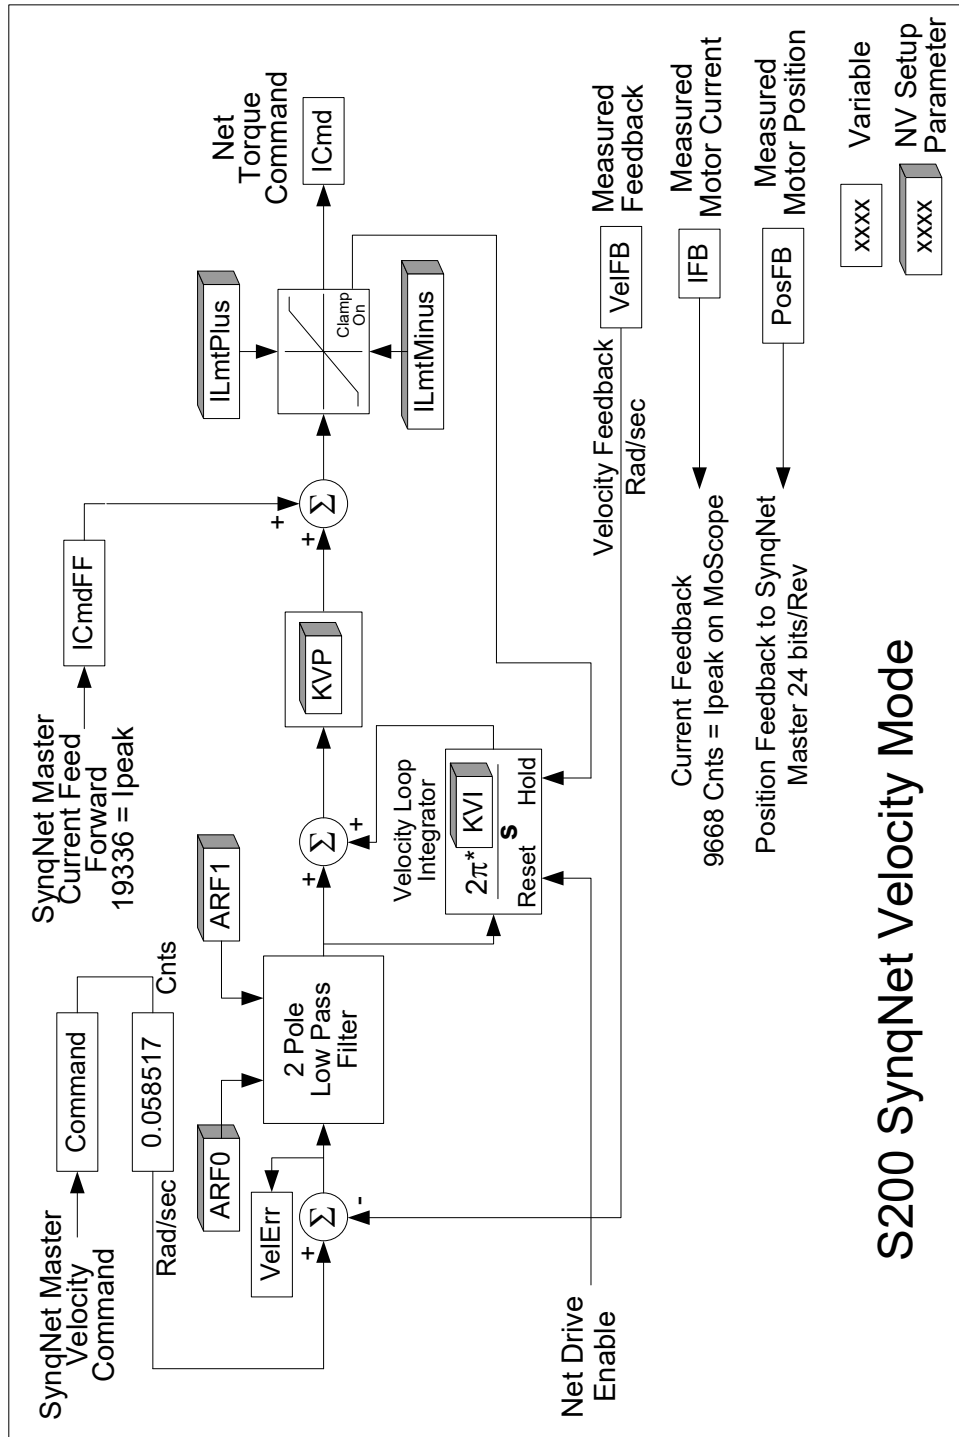 SynqNet Master
Velocity
Command
Command
Cnts
0.058517
Rad/sec
SynqNet Master
Current Feed
Forward
19336 = Ipeak
ICmdFF
ARF0
ARF1
VelErr
+
Σ
-
2 Pole
Low Pass
Filter
+
Σ
+
KVP
+
+
Σ
ILmtPlus
Clamp
On
ILmtMinus
Net
Torque
Command
ICmd
Velocity Loop
Integrator
2π*
KVI
s
Reset
Hold
Net Drive
Enable
Velocity Feedback
Rad/sec
VelFB
Measured
Feedback
Current Feedback
9668 Cnts = Ipeak on MoScope
IFB
Measured
Motor Current
Position Feedback to SynqNet
Master 24 bits/Rev
PosFB
Measured
Motor Position
xxxx
Variable
xxxx
NV Setup
Parameter
S200 SynqNet Velocity Mode